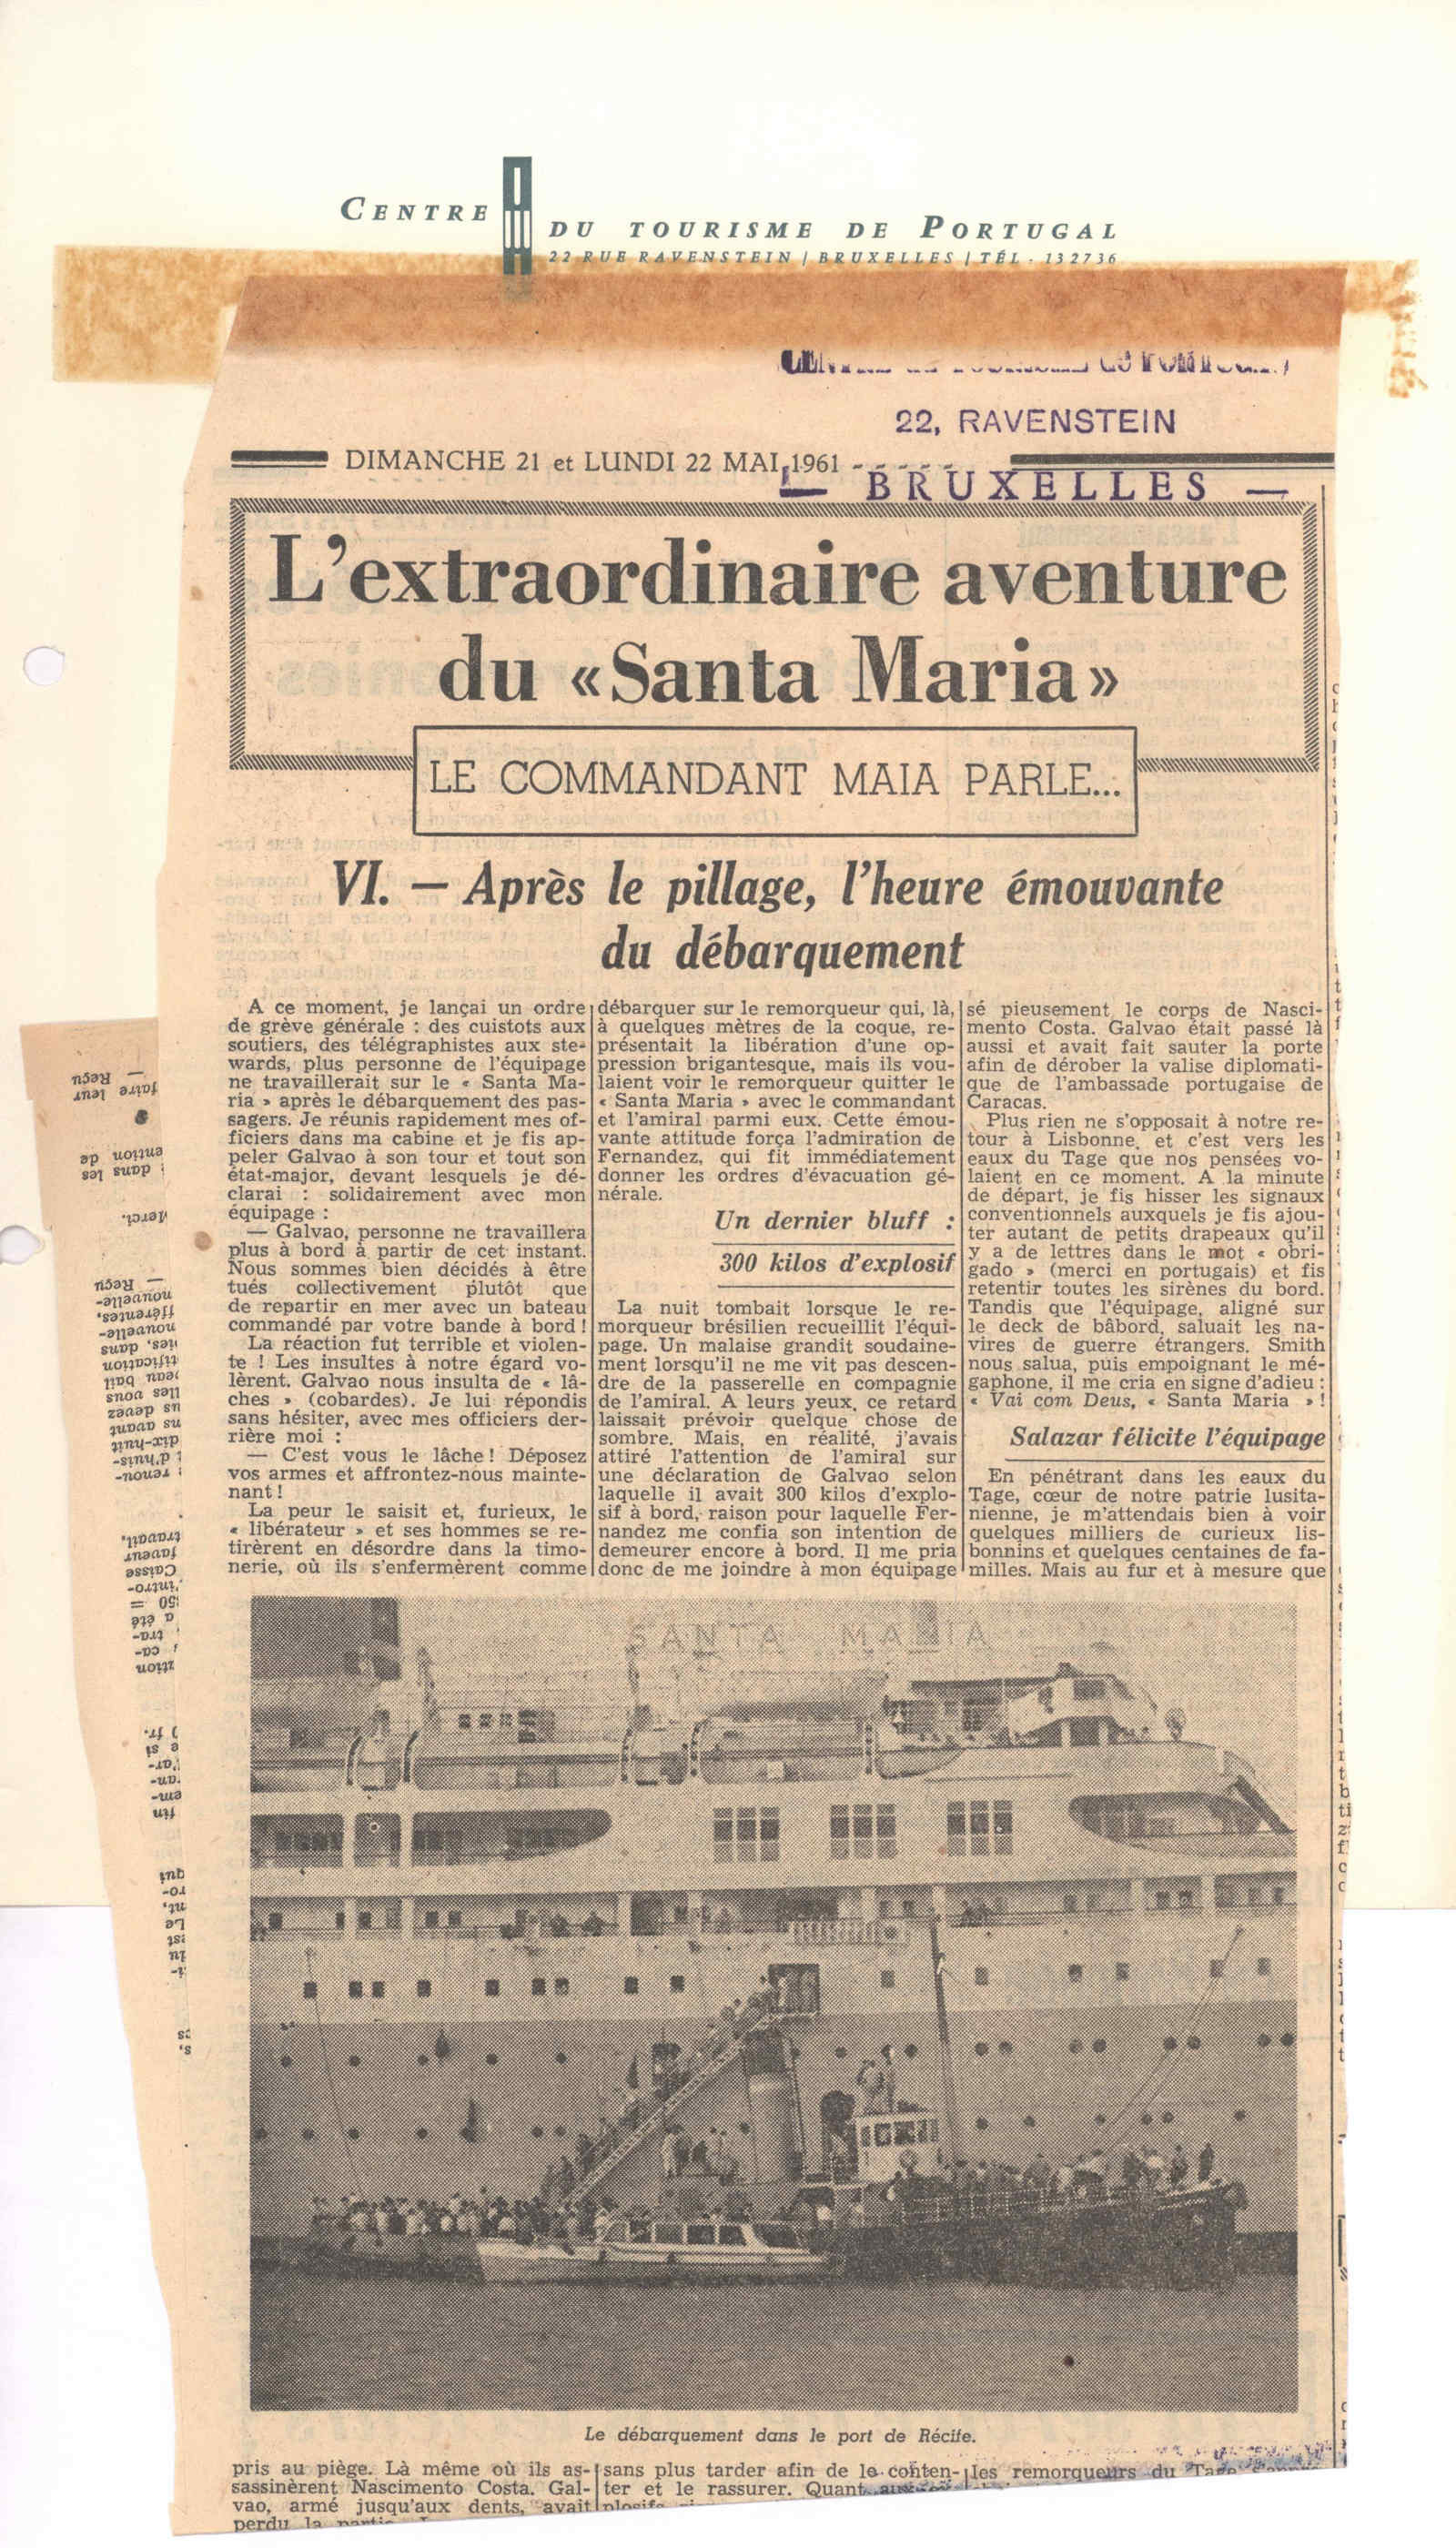 CENTRE DU TOURISME DE PORTUGAL
22 RUE RAVENSTEIN | BRUXELLES | TÉL. 132736
22, RAVENSTEIN
— BRUXELLES —
DIMANCHE 21 et LUNDI 22 MAI 1961
L'extraordinaire aventure
du «Santa Maria»
LE COMMANDANT MAIA PARLE...
VI. — Après le pillage, l'heure émouvante
du débarquement
A ce moment, je lançai un ordre
de grève générale : des cuistots aux
soutiers, des télégraphistes aux ste-
wards, plus personne de l'équipage
ne travaillerait sur le « Santa Ma-
ria » après le débarquement des pas-
sagers. Je réunis rapidement mes of-
ficiers dans ma cabine et je fis ap-
peler Galvao à son tour et tout son
état-major, devant lesquels je dé-
clarai : solidairement avec mon
équipage :
— Galvao, personne ne travaillera
plus à bord à partir de cet instant.
Nous sommes bien décidés à être
tués collectivement plutôt que
de repartir en mer avec un bateau
commandé par votre bande à bord !
La réaction fut terrible et violen-
te ! Les insultes à notre égard vo-
lèrent. Galvao nous insulta de « lâ-
ches » (cobardes). Je lui répondis
sans hésiter, avec mes officiers der-
rière moi :
— C'est vous le lâche ! Déposez
vos armes et affrontez-nous mainte-
nant !
La peur le saisit et, furieux, le
« libérateur » et ses hommes se re-
tirèrent en désordre dans la timo-
nerie, où ils s'enfermèrent comme
pris au piège. Là même où ils as-
sassinèrent Nascimento Costa. Gal-
vao, armé jusqu'aux dents, avait
perdu la
débarquer sur le remorqueur qui, là,
à quelques mètres de la coque, re-
présentait la libération d'une op-
pression brigantesque, mais ils vou-
laient voir le remorqueur quitter le
« Santa Maria » avec le commandant
et l'amiral parmi eux. Cette émou-
vante attitude força l'admiration de
Fernandez, qui fit immédiatement
donner les ordres d'évacuation gé-
nérale.
Un dernier bluff :
300 kilos d'explosif
La nuit tombait lorsque le re-
morqueur brésilien recueillit l'équi-
page. Un malaise grandit soudaine-
ment lorsqu'il ne me vit pas descen-
dre de la passerelle en compagnie
de l'amiral. A leurs yeux, ce retard
laissait prévoir quelque chose de
sombre. Mais, en réalité, j'avais
attiré l'attention de l'amiral sur
une déclaration de Galvao selon
laquelle il avait 300 kilos d'explo-
sif à bord, raison pour laquelle Fer-
nandez me confia son intention de
demeurer encore à bord. Il me pria
donc de me joindre à mon équipage
sans plus tarder afin de le conten-
ter et le rassurer. Quant
sé pieusement le corps de Nasci-
mento Costa. Galvao était passé là
aussi et avait fait sauter la porte
afin de dérober la valise diplomati-
que de l'ambassade portugaise de
Caracas.
Plus rien ne s'opposait à notre re-
tour à Lisbonne, et c'est vers les
eaux du Tage que nos pensées vo-
laient en ce moment. A la minute
de départ, je fis hisser les signaux
conventionnels auxquels je fis ajou-
ter autant de petits drapeaux qu'il
y a de lettres dans le mot « obri-
gado » (merci en portugais) et fis
retentir toutes les sirènes du bord.
Tandis que l'équipage, aligné sur
le deck de bâbord, saluait les na-
vires de guerre étrangers. Smith
nous salua, puis empoignant le mé-
gaphone, il me cria en signe d'adieu :
« Vai com Deus, « Santa Maria » !
Salazar félicite l'équipage
En pénétrant dans les eaux du
Tage, cœur de notre patrie lusita-
nienne, je m'attendais bien à voir
quelques milliers de curieux lis-
bonnins et quelques centaines de fa-
milles. Mais au fur et à mesure que
les remorqueurs du Tage
SANTA MARIA
Le débarquement dans le port de Récife.